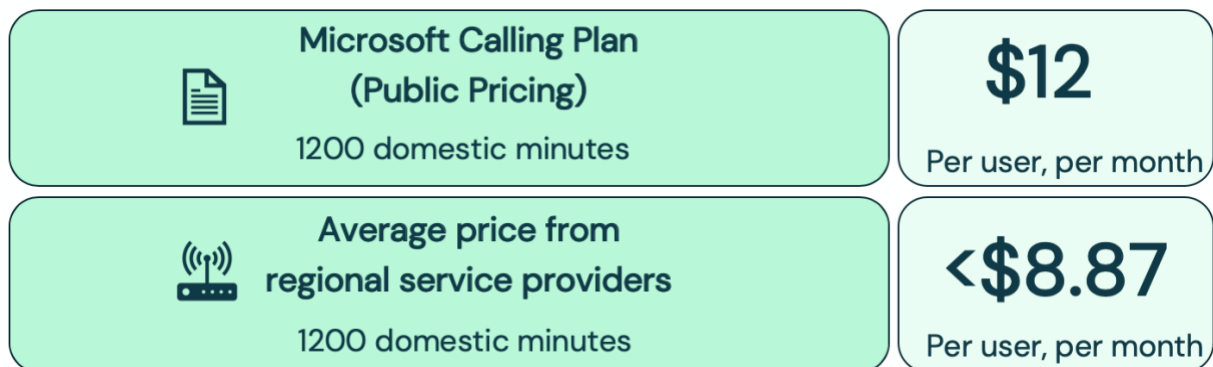 Microsoft Calling Plan
(Public Pricing)
1200 domestic minutes
$12
Per user, per month
Average price from
regional service providers
1200 domestic minutes
<$8.87
Per user, per month